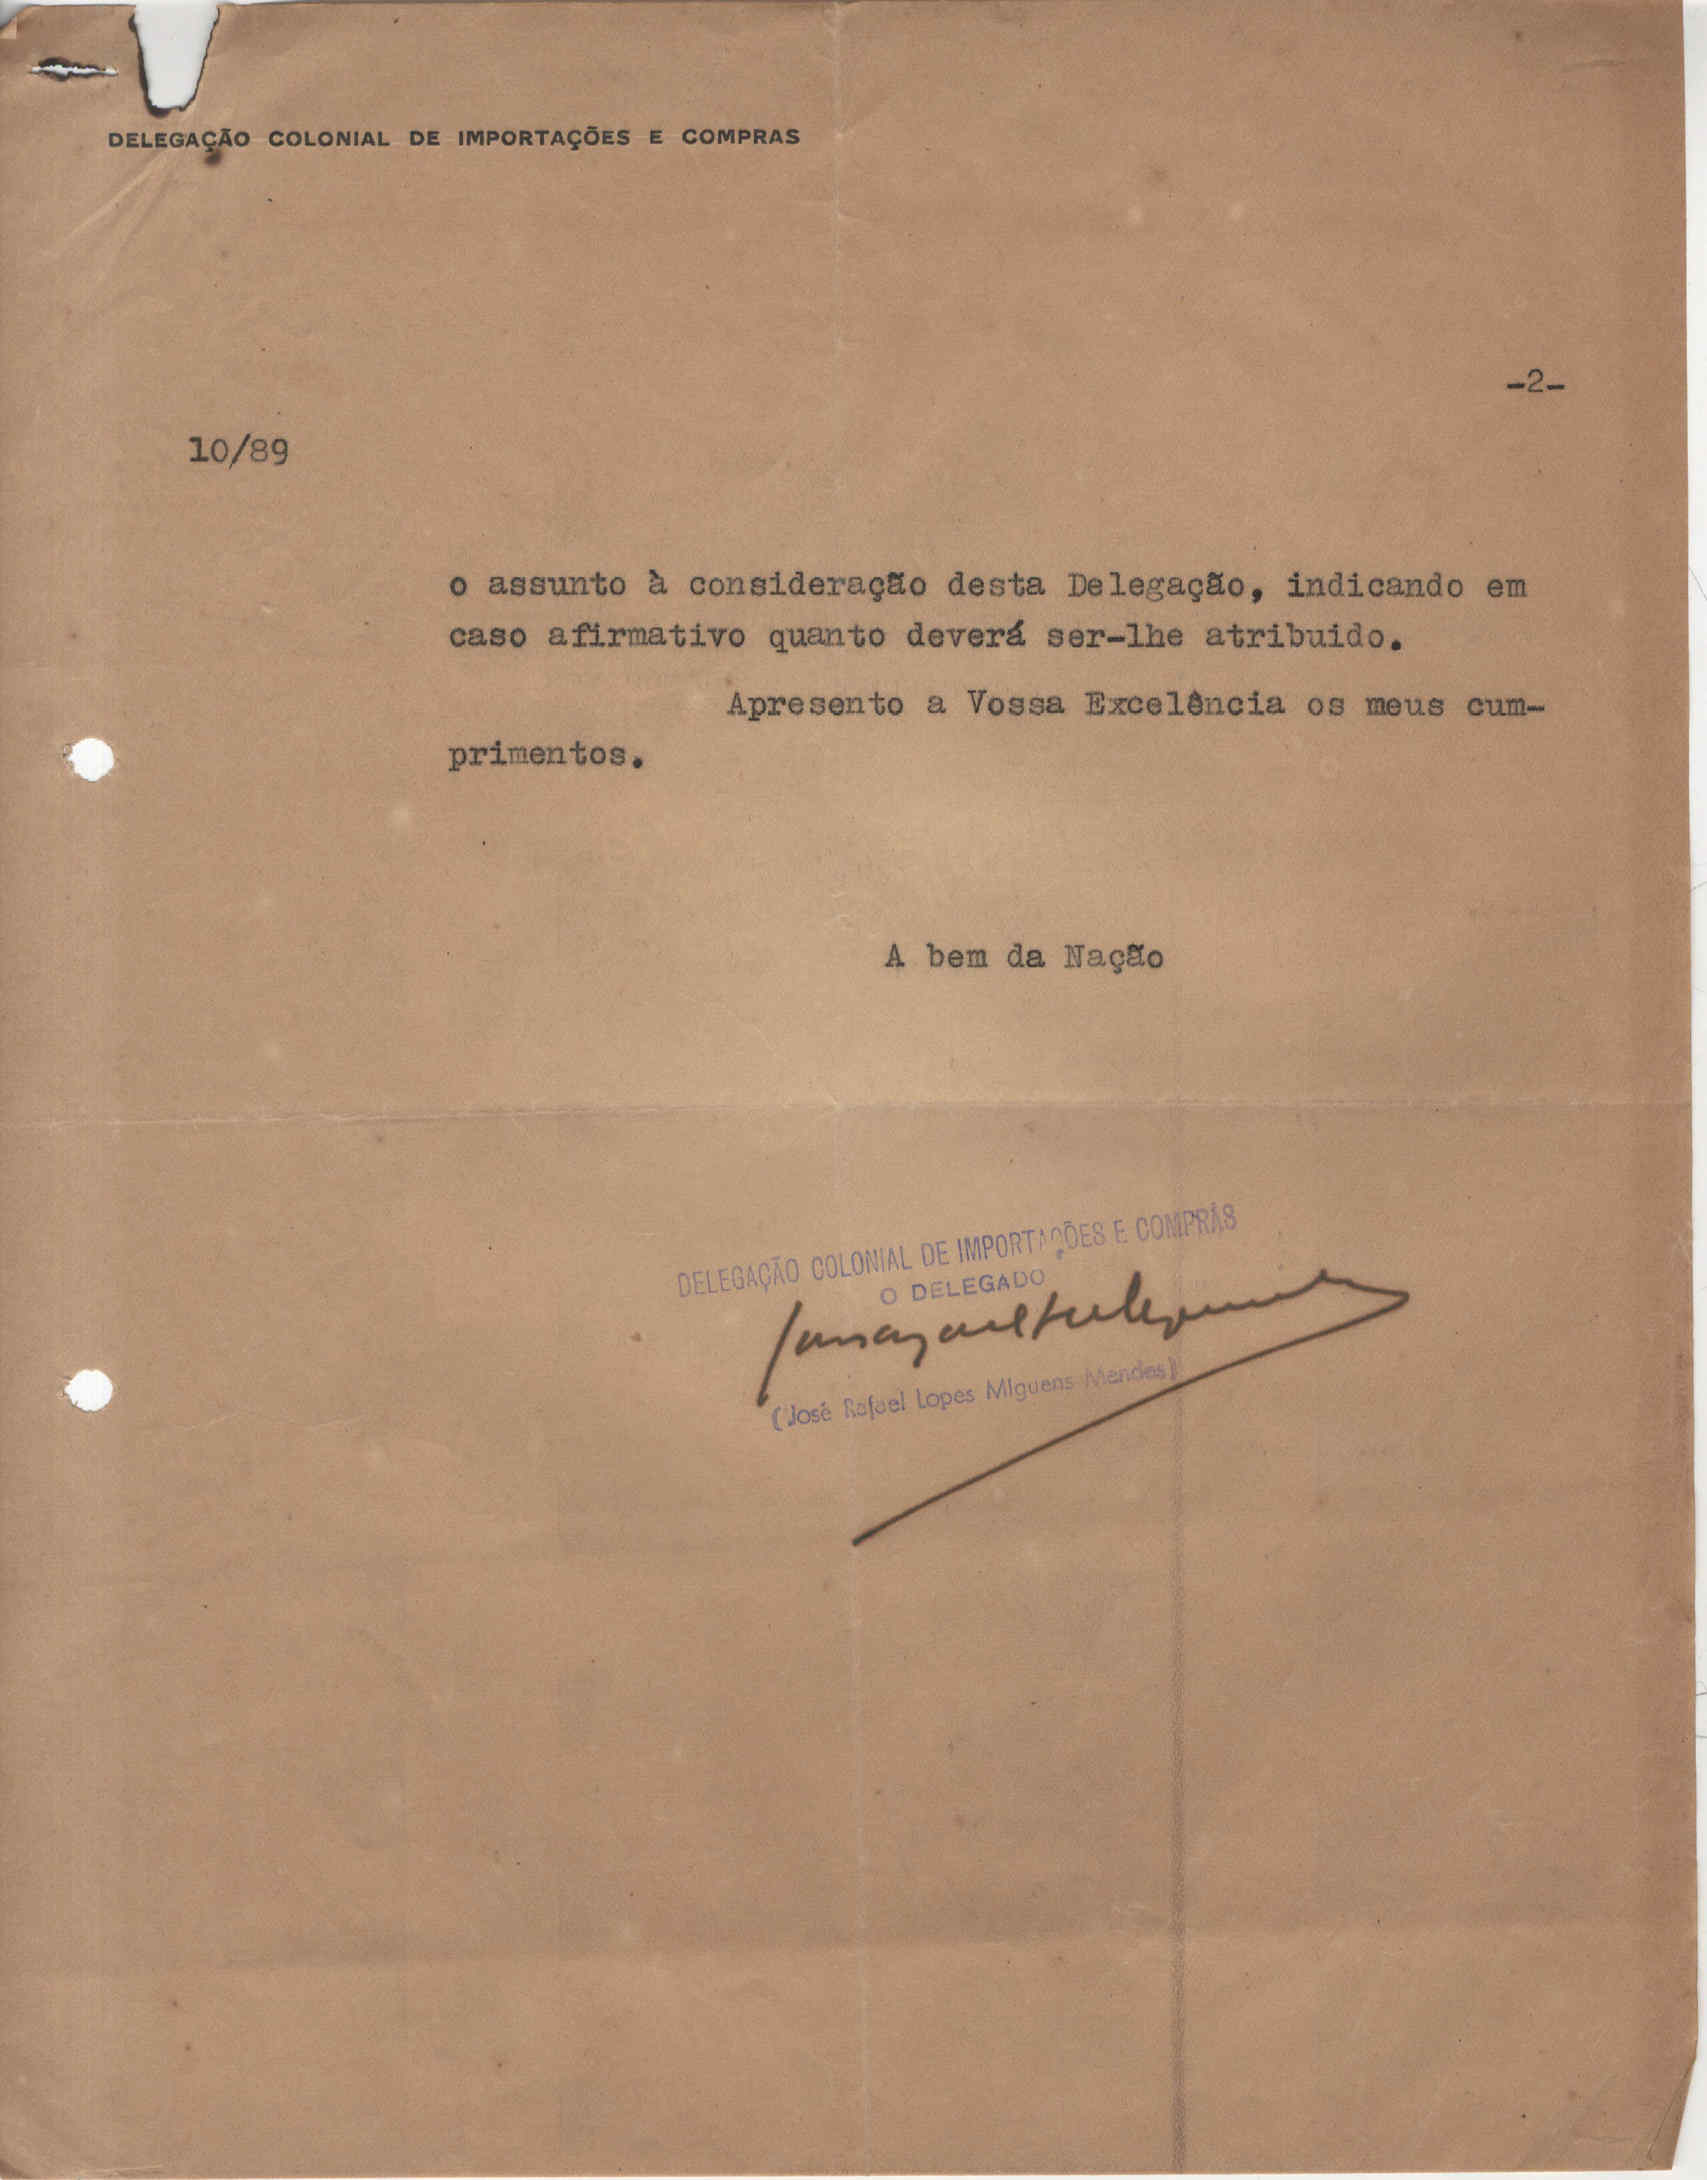 DELEGAÇÃO COLONIAL DE IMPORTAÇÕES E COMPRAS
-2-
10/89
o assunto à consideração desta Delegação, indicando em
caso afirmativo quanto deverá ser-lhe atribuido.
Apresento a Vossa Excelência os meus cum-
primentos.
A bem da Nação
DELEGAÇÃO COLONIAL DE IMPORTAÇÕES E COMPRAS
O DELEGADO
(José Rafael Lopes Miguens Mendes)